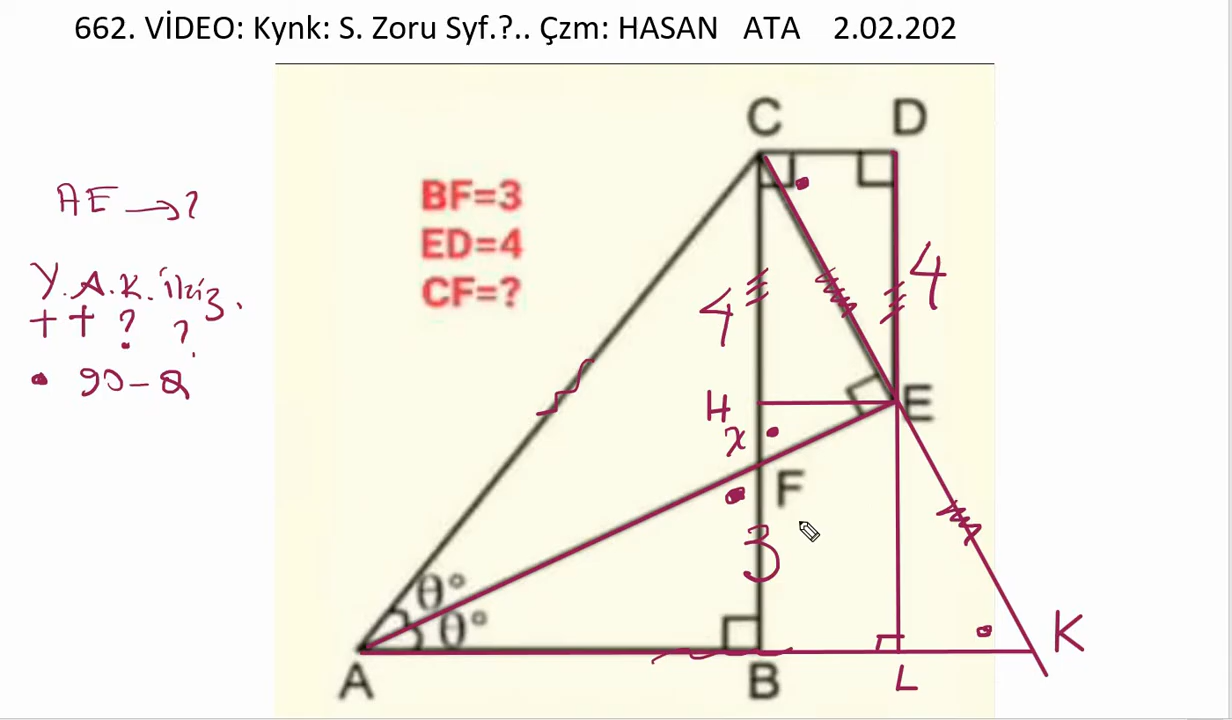 662. VİDEO: Kynk: S. Zoru Syf.?.. Çzm: HASAN ATA 2.02.202
C D
BF=3
ED=4
CF=?
AE → ?
Y.A.K. ikiz.
+ + ? ?
• 90-θ
4
4
H
E
x
F
3
θ°
θ°
K
A B L